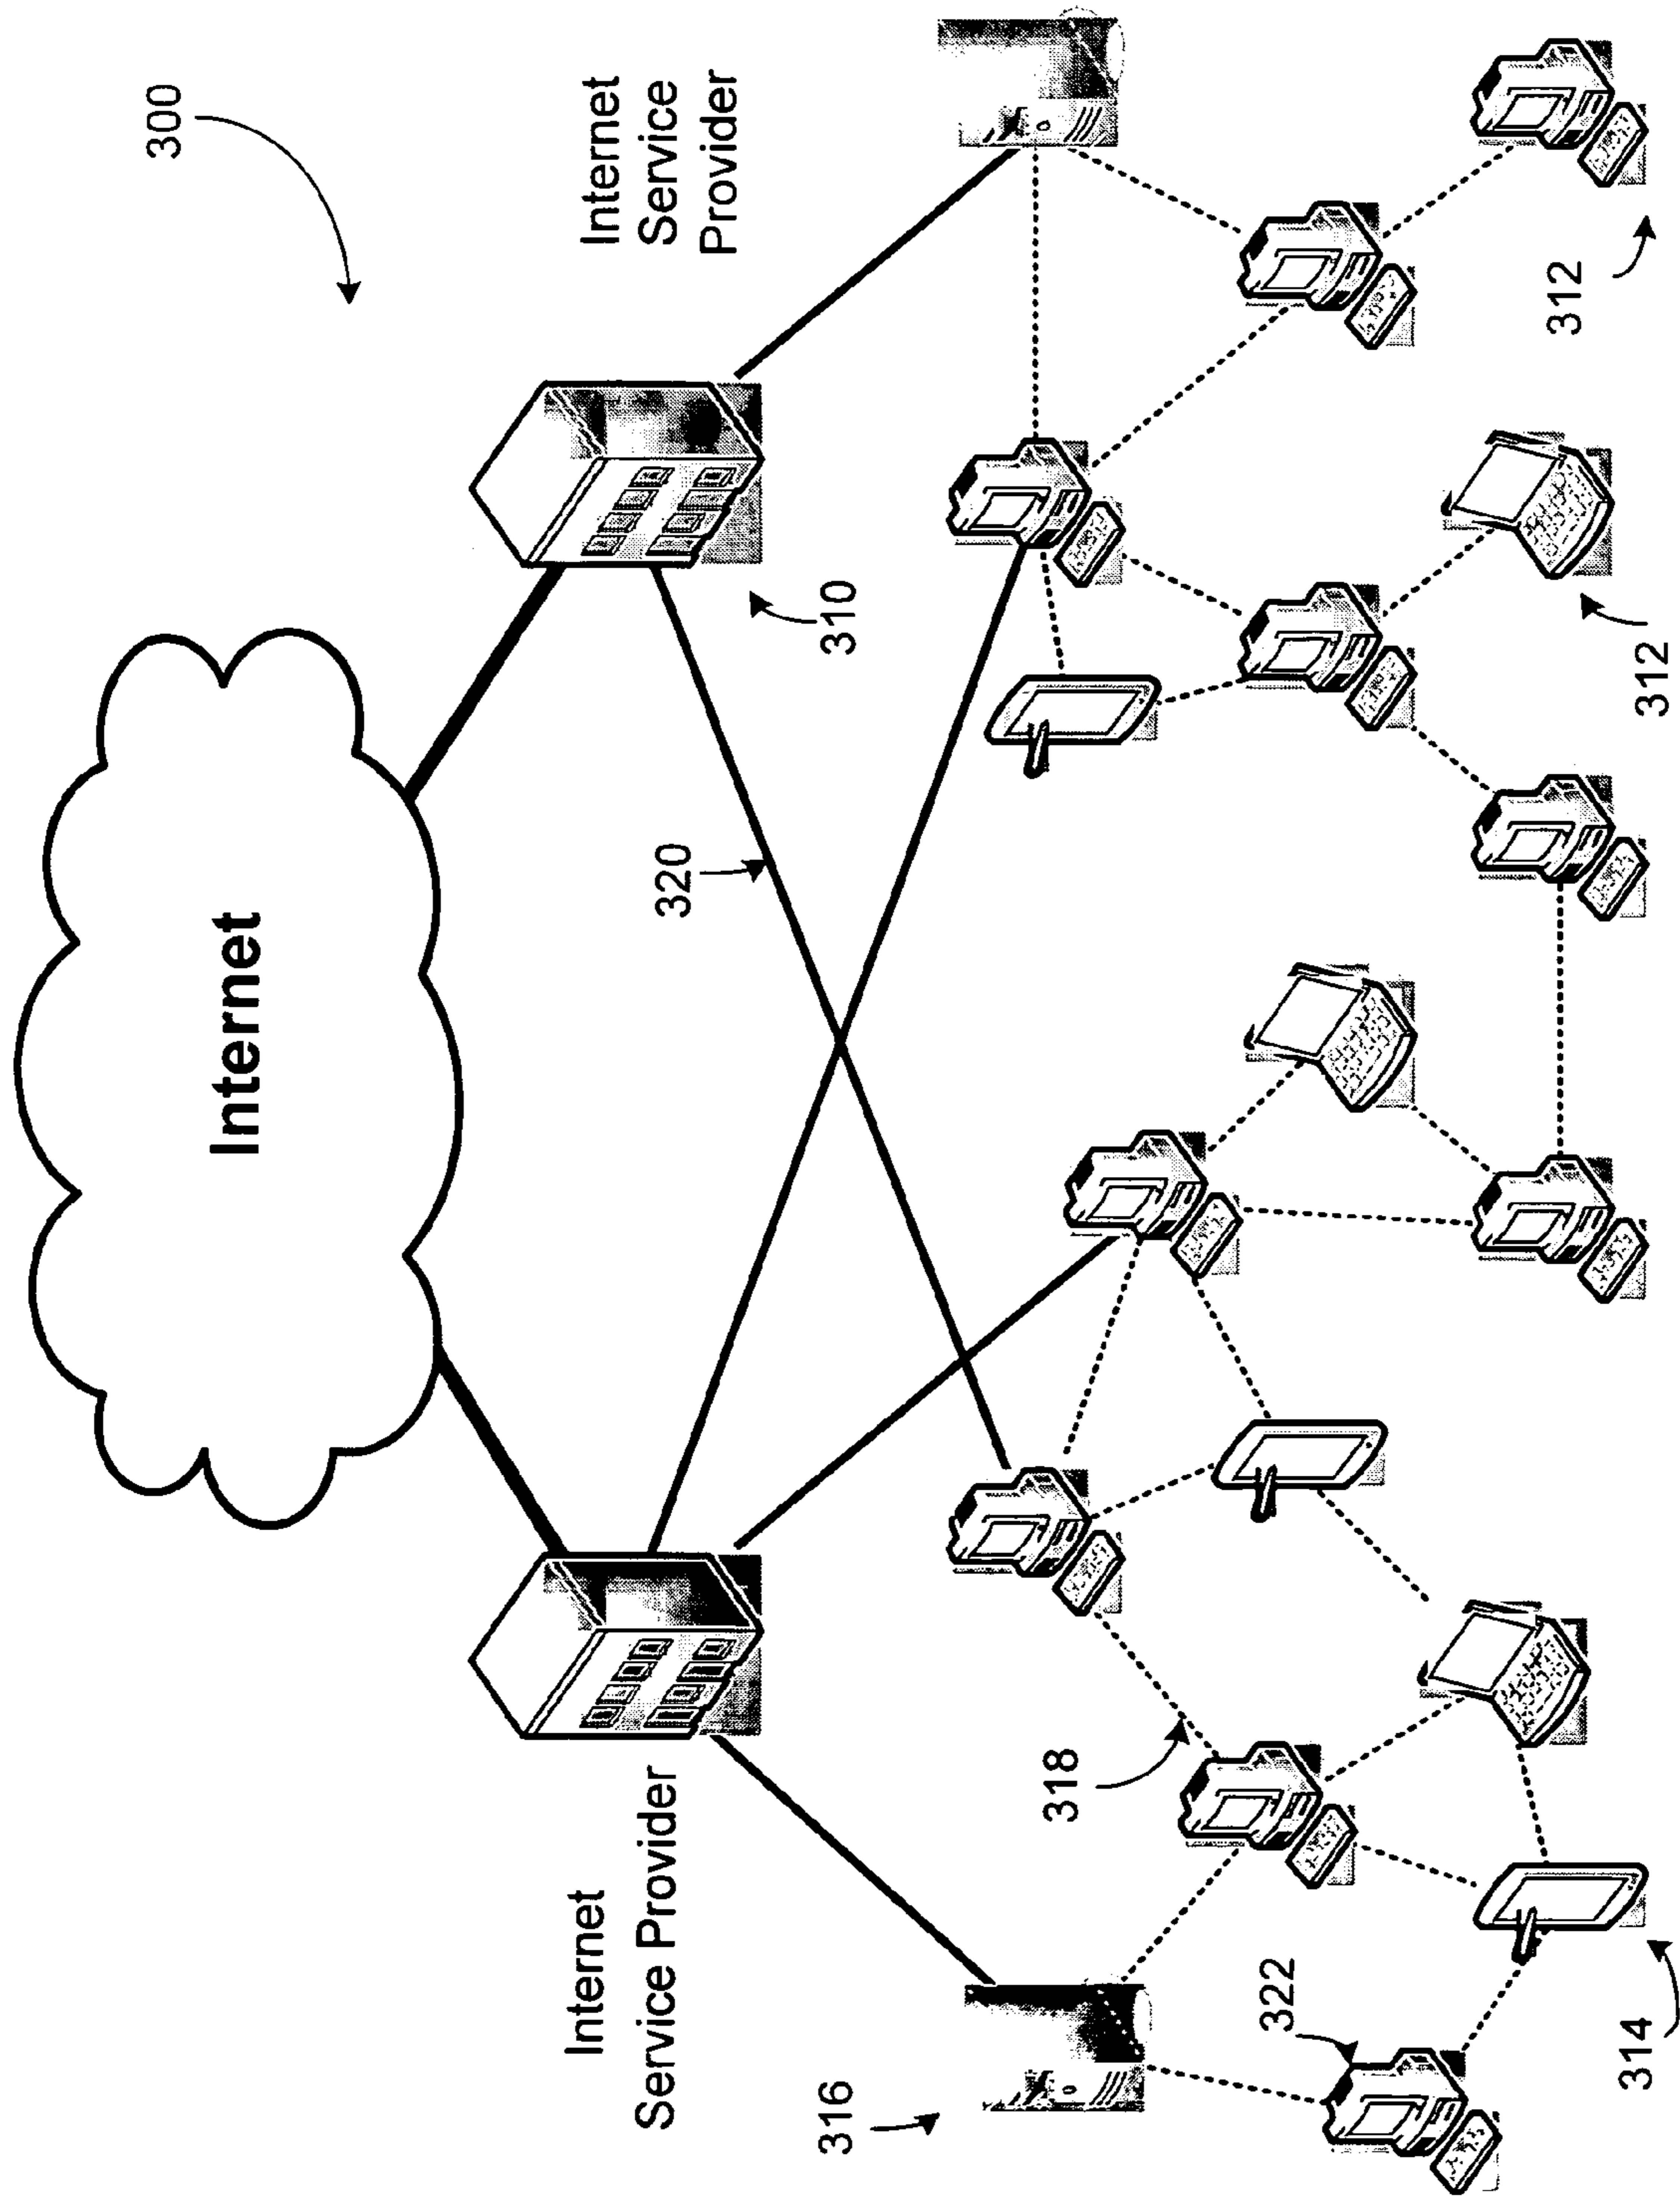 300
Internet
Internet
Service Provider
Internet
Service
Provider
320
316
310
318
322
312
314
312